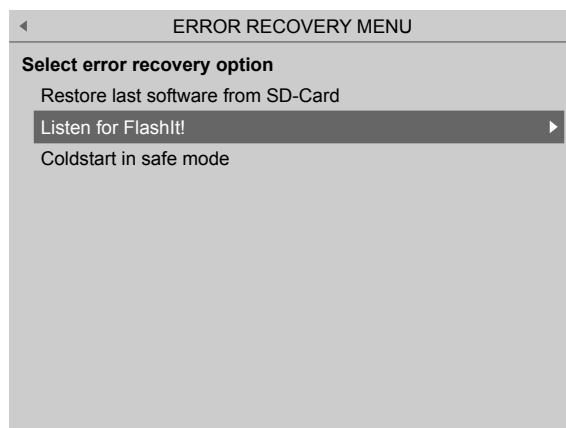 ERROR RECOVERY MENU
Select error recovery option
Restore last software from SD-Card
Listen for FlashIt!
Coldstart in safe mode